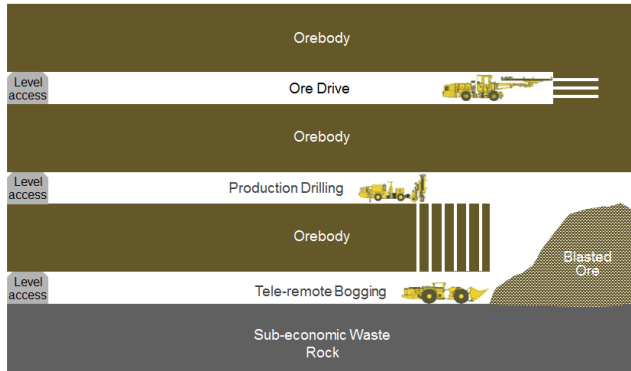 Orebody
Level
access
Ore Drive
Orebody
Level
access
Production Drilling
Orebody
Blasted
Ore
Level
access
Tele-remote Bogging
Sub-economic Waste
Rock